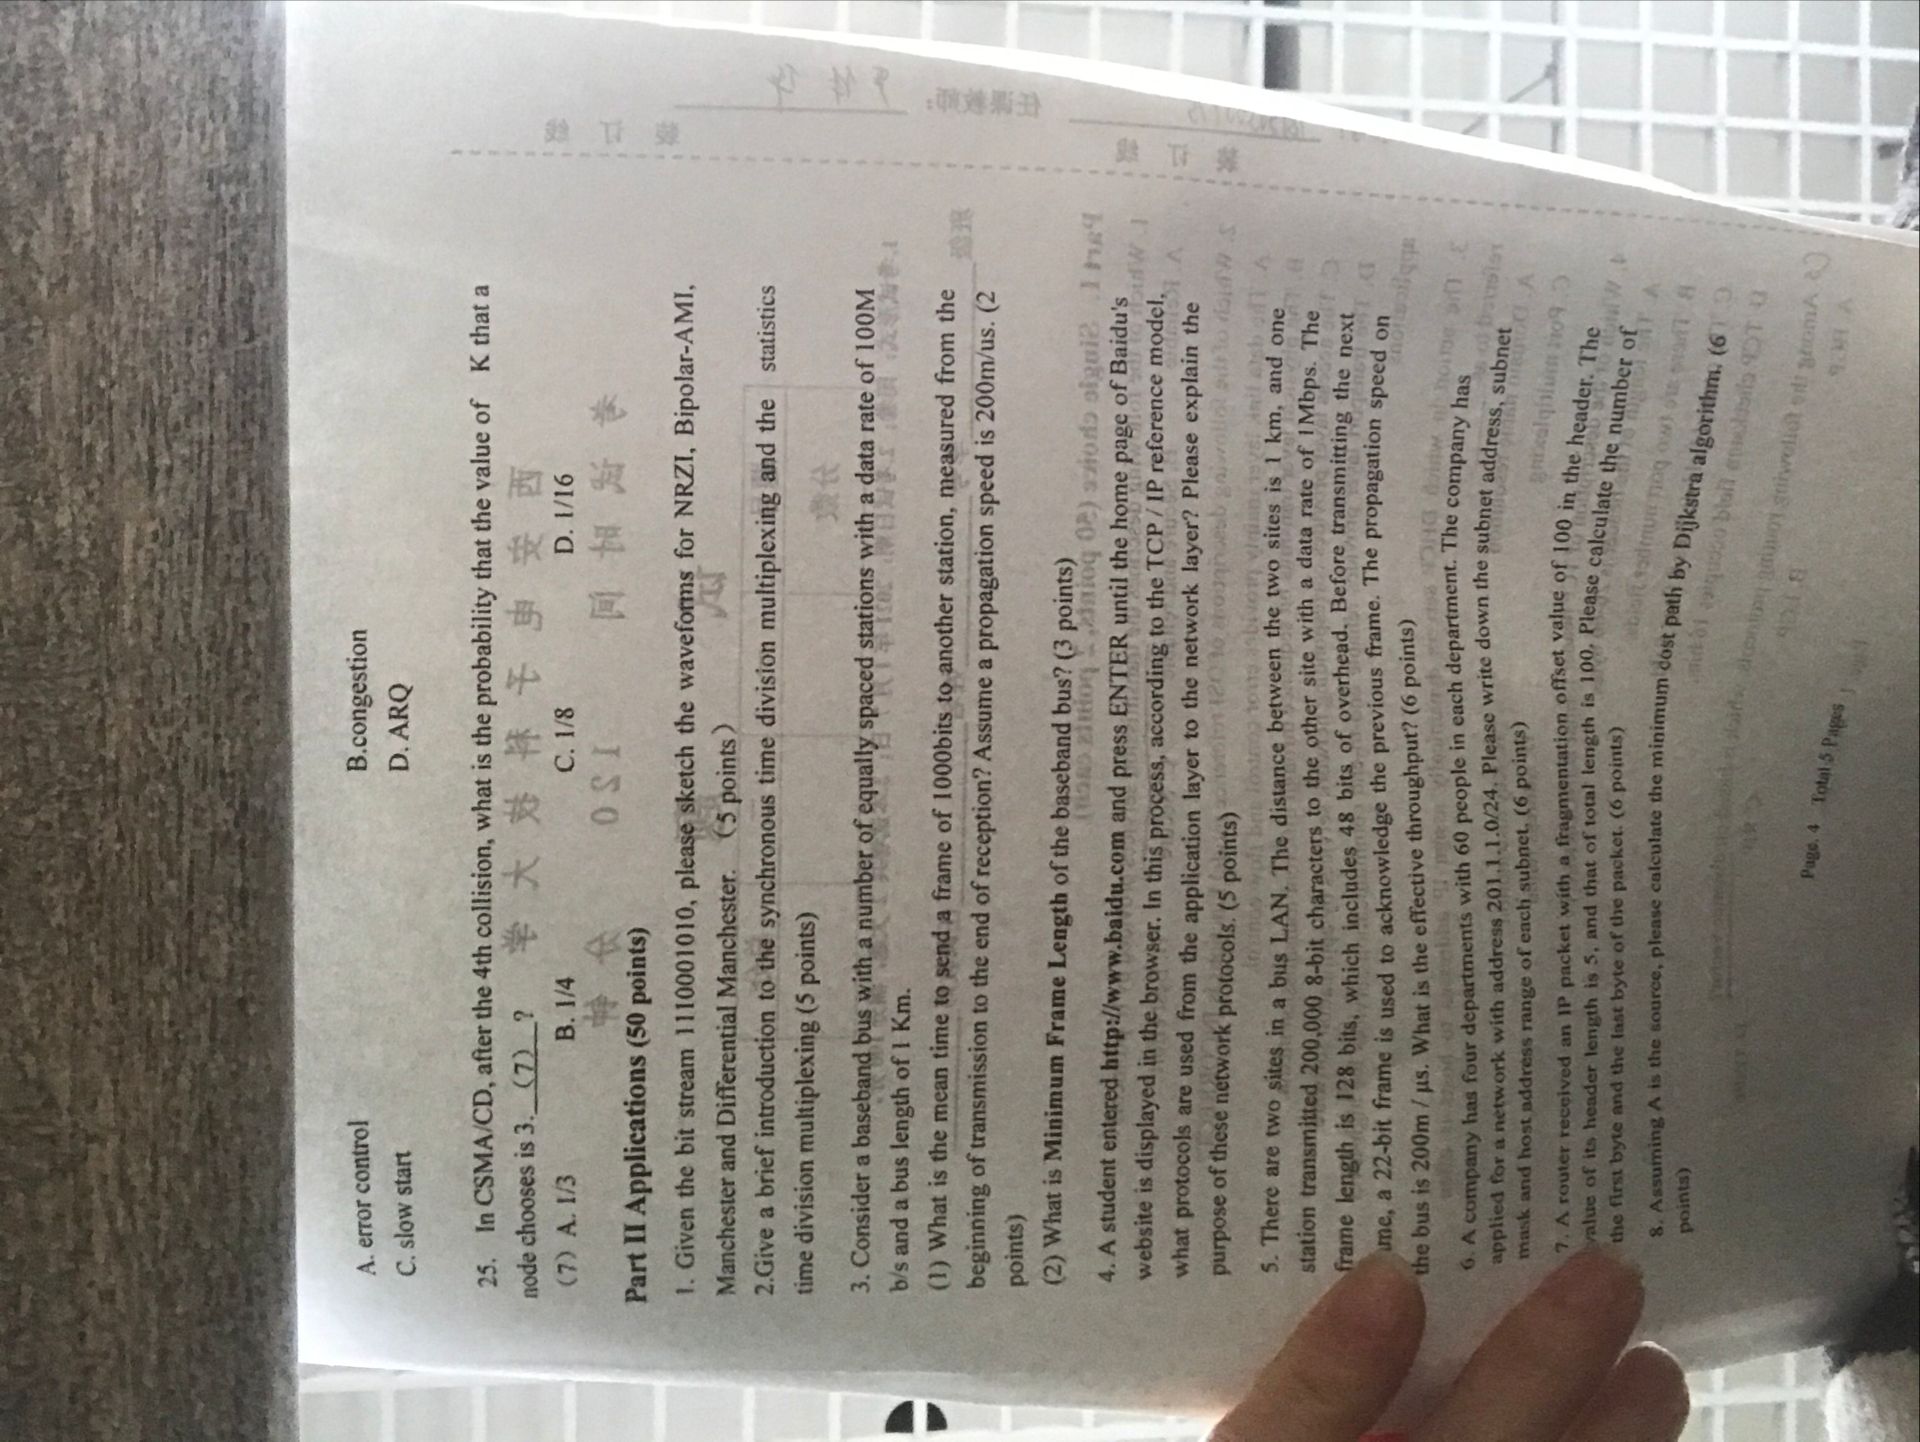 A. error control B.congestion
C. slow start D. ARQ
25. In CSMA/CD, after the 4th collision, what is the probability that the value of K that a
node chooses is 3. (7) ?
(7) A. 1/3 B. 1/4 C. 1/8 D. 1/16
Part II Applications (50 points)
1. Given the bit stream 1110001010, please sketch the waveforms for NRZI, Bipolar-AMI,
Manchester and Differential Manchester. (5 points)
2.Give a brief introduction to the synchronous time division multiplexing and the statistics
time division multiplexing (5 points)
3. Consider a baseband bus with a number of equally spaced stations with a data rate of 100M
b/s and a bus length of 1 Km.
(1) What is the mean time to send a frame of 1000bits to another station, measured from the
beginning of transmission to the end of reception? Assume a propagation speed is 200m/us. (2
points)
(2) What is Minimum Frame Length of the baseband bus? (3 points)
4. A student entered http://www.baidu.com and press ENTER until the home page of Baidu's
website is displayed in the browser. In this process, according to the TCP / IP reference model,
what protocols are used from the application layer to the network layer? Please explain the
purpose of these network protocols. (5 points)
5. There are two sites in a bus LAN. The distance between the two sites is 1 km, and one
station transmitted 200,000 8-bit characters to the other site with a data rate of 1Mbps. The
frame length is 128 bits, which includes 48 bits of overhead. Before transmitting the next
ame, a 22-bit frame is used to acknowledge the previous frame. The propagation speed on
the bus is 200m / μs. What is the effective throughput? (6 points)
6. A company has four departments with 60 people in each department. The company has
applied for a network with address 201.1.1.0/24. Please write down the subnet address, subnet
mask and host address range of each subnet. (6 points)
7. A router received an IP packet with a fragmentation offset value of 100 in the header. The
value of its header length is 5, and that of total length is 100. Please calculate the number of
the first byte and the last byte of the packet. (6 points)
8. Assuming A is the source, please calculate the minimum cost path by Dijkstra algorithm. (6
points)
Page. 4 Total 5 Pages